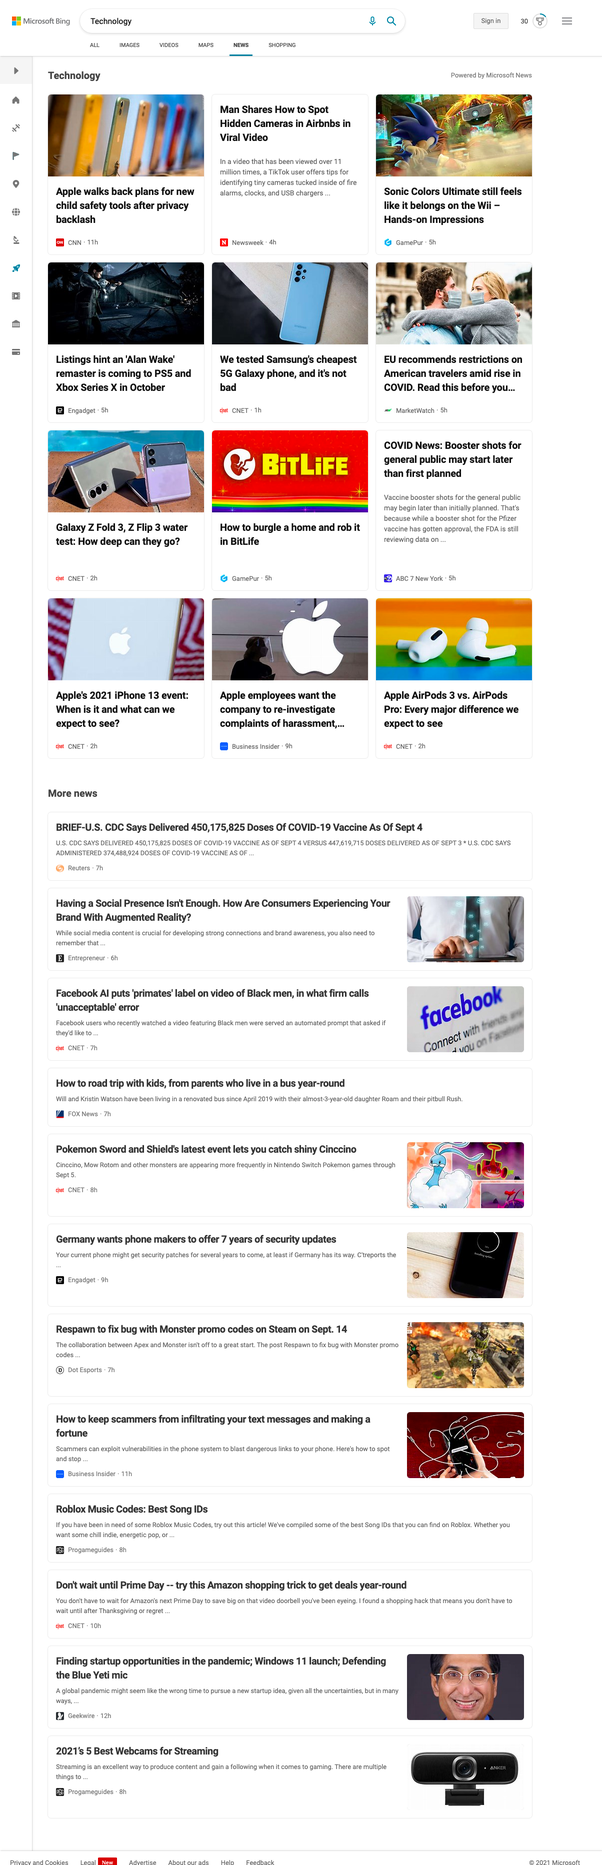 Microsoft Bing
Technology
Sign in
30
ALL
IMAGES
VIDEOS
MAPS
NEWS
SHOPPING
Technology
Powered by Microsoft News
Apple walks back plans for new
child safety tools after privacy
backlash
CNN · 11h
Man Shares How to Spot
Hidden Cameras in Airbnbs in
Viral Video
In a video that has been viewed over 11
million times, a TikTok user offers tips for
identifying tiny cameras tucked inside of fire
alarms, clocks, and USB chargers ...
Newsweek · 4h
Sonic Colors Ultimate still feels
like it belongs on the Wii –
Hands-on Impressions
GamePur · 5h
Listings hint an 'Alan Wake'
remaster is coming to PS5 and
Xbox Series X in October
Engadget · 5h
We tested Samsung's cheapest
5G Galaxy phone, and it's not
bad
CNET · 1h
EU recommends restrictions on
American travelers amid rise in
COVID. Read this before you...
MarketWatch · 5h
Galaxy Z Fold 3, Z Flip 3 water
test: How deep can they go?
CNET · 2h
BITLIFE
How to burgle a home and rob it
in BitLife
GamePur · 5h
COVID News: Booster shots for
general public may start later
than first planned
Vaccine booster shots for the general public
may begin later than initially planned. That's
because while a booster shot for the Pfizer
vaccine has gotten approval, the FDA is still
reviewing data on ...
ABC 7 New York · 5h
Apple's 2021 iPhone 13 event:
When is it and what can we
expect to see?
CNET · 2h
Apple employees want the
company to re-investigate
complaints of harassment,...
Business Insider · 9h
Apple AirPods 3 vs. AirPods
Pro: Every major difference we
expect to see
CNET · 2h
More news
BRIEF-U.S. CDC Says Delivered 450,175,825 Doses Of COVID-19 Vaccine As Of Sept 4
U.S. CDC SAYS DELIVERED 450,175,825 DOSES OF COVID-19 VACCINE AS OF SEPT 4 VERSUS 447,619,715 DOSES DELIVERED AS OF SEPT 3 * U.S. CDC SAYS
ADMINISTERED 374,488,924 DOSES OF COVID-19 VACCINE AS OF ...
Reuters · 7h
Having a Social Presence Isn't Enough. How Are Consumers Experiencing Your
Brand With Augmented Reality?
While social media content is crucial for developing strong connections and brand awareness, you also need to
remember that ...
Entrepreneur · 6h
Facebook AI puts 'primates' label on video of Black men, in what firm calls
'unacceptable' error
Facebook users who recently watched a video featuring Black men were served an automated prompt that asked if
they'd like to ...
CNET · 7h
facebook
Connect with friends and
you on Facebook
How to road trip with kids, from parents who live in a bus year-round
Will and Kristin Watson have been living in a renovated bus since April 2019 with their almost-3-year-old daughter Roam and their pitbull Rush.
FOX News · 7h
Pokemon Sword and Shield's latest event lets you catch shiny Cinccino
Cinccino, Mow Rotom and other monsters are appearing more frequently in Nintendo Switch Pokemon games through
Sept 5.
CNET · 8h
Germany wants phone makers to offer 7 years of security updates
Your current phone might get security patches for several years to come, at least if Germany has its way. C'treports the
...
Engadget · 9h
Respawn to fix bug with Monster promo codes on Steam on Sept. 14
The collaboration between Apex and Monster isn't off to a great start. The post Respawn to fix bug with Monster promo
codes ...
Dot Esports · 7h
How to keep scammers from infiltrating your text messages and making a
fortune
Scammers can exploit vulnerabilities in the phone system to blast dangerous links to your phone. Here's how to spot
and stop ...
Business Insider · 11h
Roblox Music Codes: Best Song IDs
If you have been in need of some Roblox Music Codes, try out this article! We've compiled some of the best Song IDs that you can find on Roblox. Whether you
want some chill indie, energetic pop, or ...
Progameguides · 8h
Don't wait until Prime Day -- try this Amazon shopping trick to get deals year-round
You don't have to wait for Amazon's next Prime Day to save big on that video doorbell you've been eyeing. I found a shopping hack that means you don't have to
wait until after Thanksgiving or regret ...
CNET · 10h
Finding startup opportunities in the pandemic; Windows 11 launch; Defending
the Blue Yeti mic
A global pandemic might seem like the wrong time to pursue a new startup idea, given all the uncertainties, but in many
ways, ...
Geekwire · 12h
2021's 5 Best Webcams for Streaming
Streaming is an excellent way to produce content and gain a following when it comes to gaming. There are multiple
things to ...
Progameguides · 8h
ANKER
Privacy and Cookies
Legal
New
Advertise
About our ads
Help
Feedback
© 2021 Microsoft